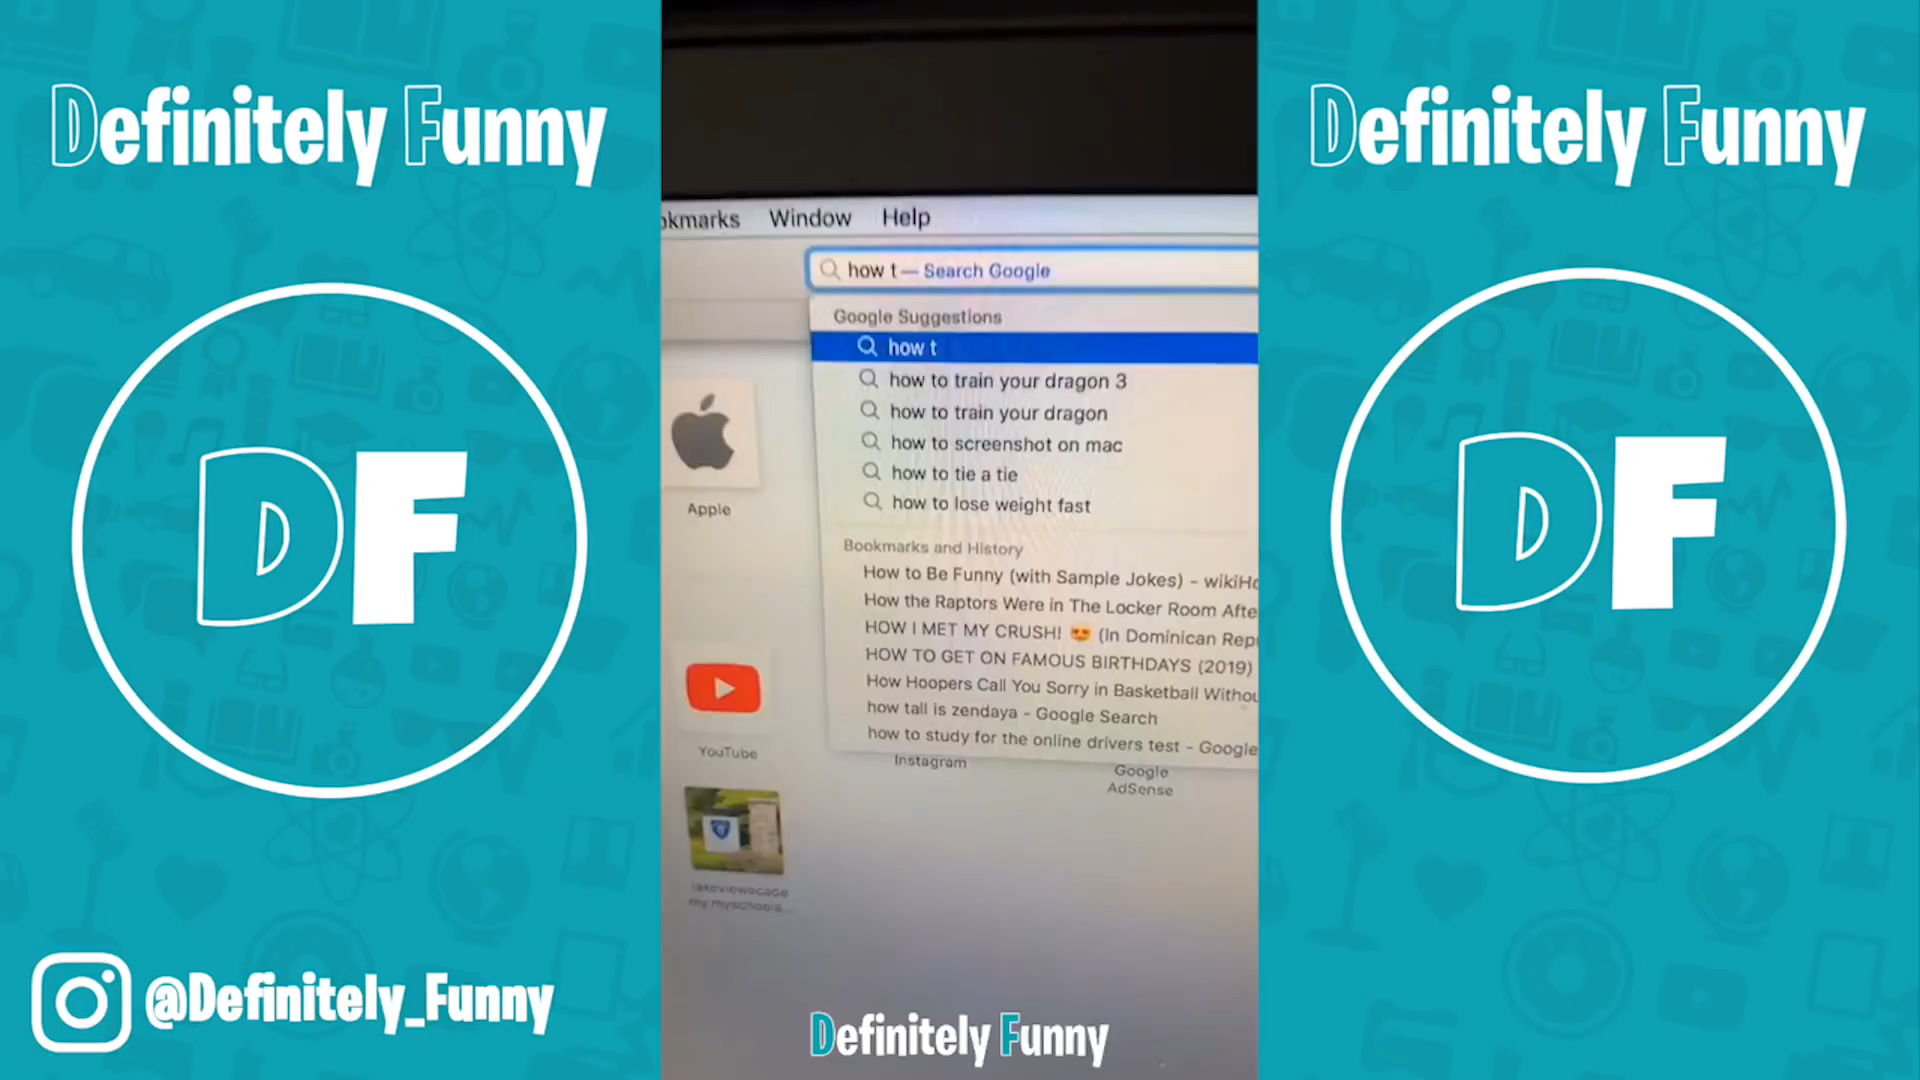 Definitely Funny
DF
@Definitely_Funny
okmarks Window Help
how t — Search Google
Google Suggestions
how t
how to train your dragon 3
how to train your dragon
how to screenshot on mac
how to tie a tie
how to lose weight fast
Bookmarks and History
How to Be Funny (with Sample Jokes) - wikiHo
How the Raptors Were in The Locker Room Afte
HOW I MET MY CRUSH! 😍 (In Dominican Rep
HOW TO GET ON FAMOUS BIRTHDAYS (2019)
How Hoopers Call You Sorry in Basketball Withou
how tall is zendaya - Google Search
how to study for the online drivers test - Google
Apple
YouTube
Instagram
Google
AdSense
Definitely Funny
Definitely Funny
DF